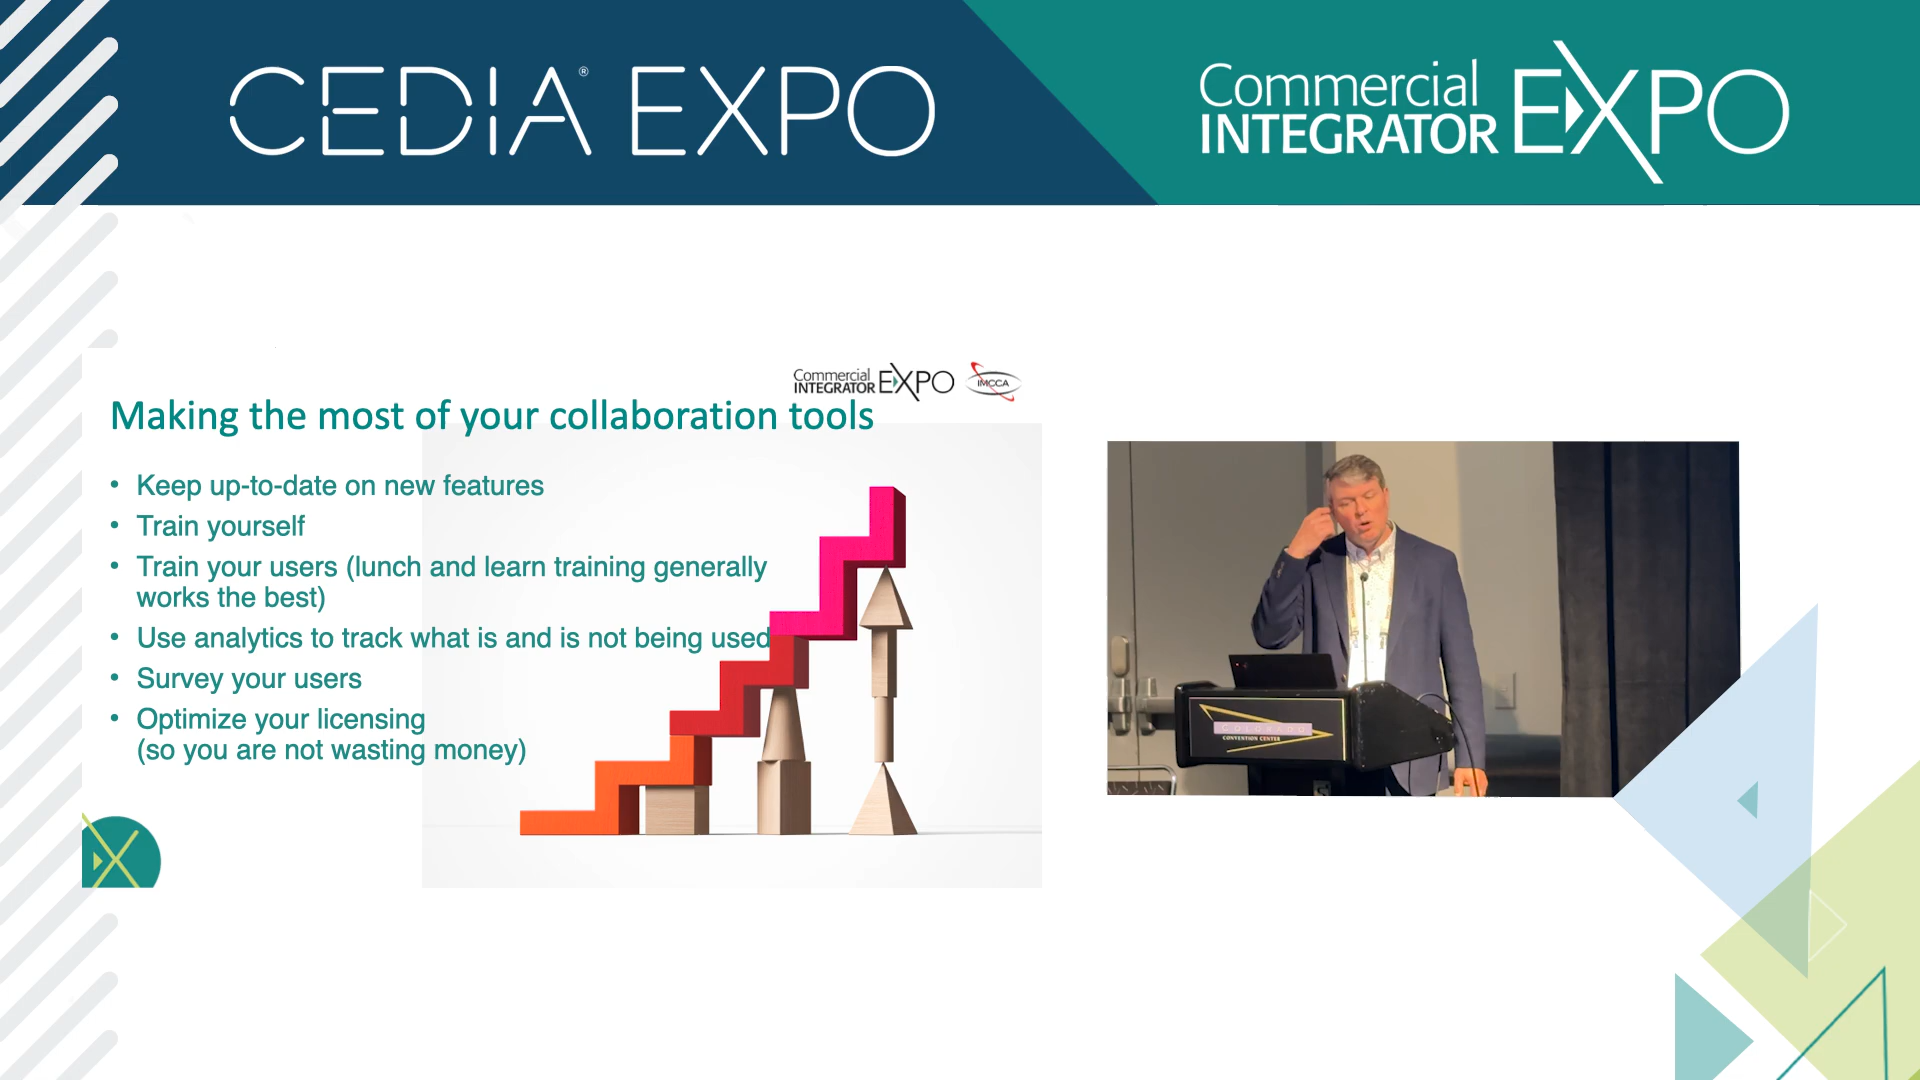 CEDIA® EXPO
Commercial
INTEGRATOR EXPO
Commercial
INTEGRATOR EXPO
IMCCA
Making the most of your collaboration tools
• Keep up-to-date on new features
• Train yourself
• Train your users (lunch and learn training generally
works the best)
• Use analytics to track what is and is not being used
• Survey your users
• Optimize your licensing
(so you are not wasting money)
COLORADO
CONVENTION CENTER